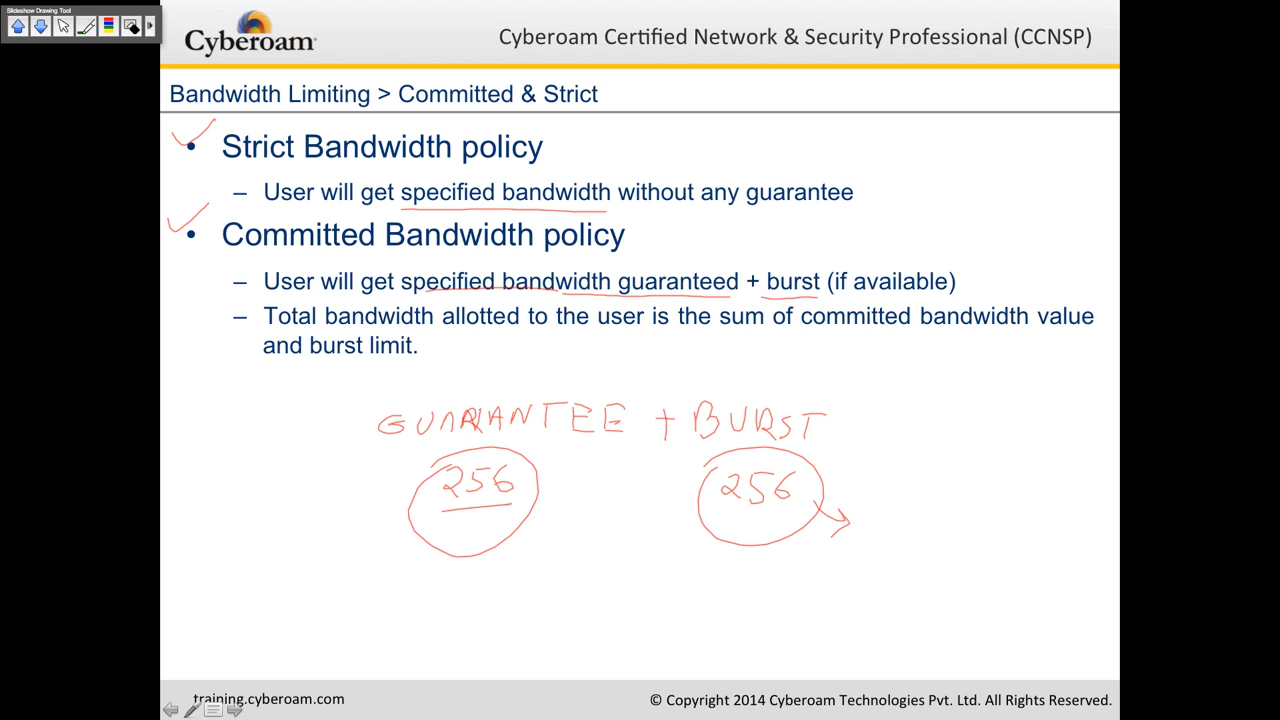 Slideshow Drawing Tool
Cyberoam
Cyberoam Certified Network & Security Professional (CCNSP)
Bandwidth Limiting > Committed & Strict
• Strict Bandwidth policy
– User will get specified bandwidth without any guarantee
• Committed Bandwidth policy
– User will get specified bandwidth guaranteed + burst (if available)
– Total bandwidth allotted to the user is the sum of committed bandwidth value
and burst limit.
GUARANTEE + BURST
256 256
training.cyberoam.com © Copyright 2014 Cyberoam Technologies Pvt. Ltd. All Rights Reserved.